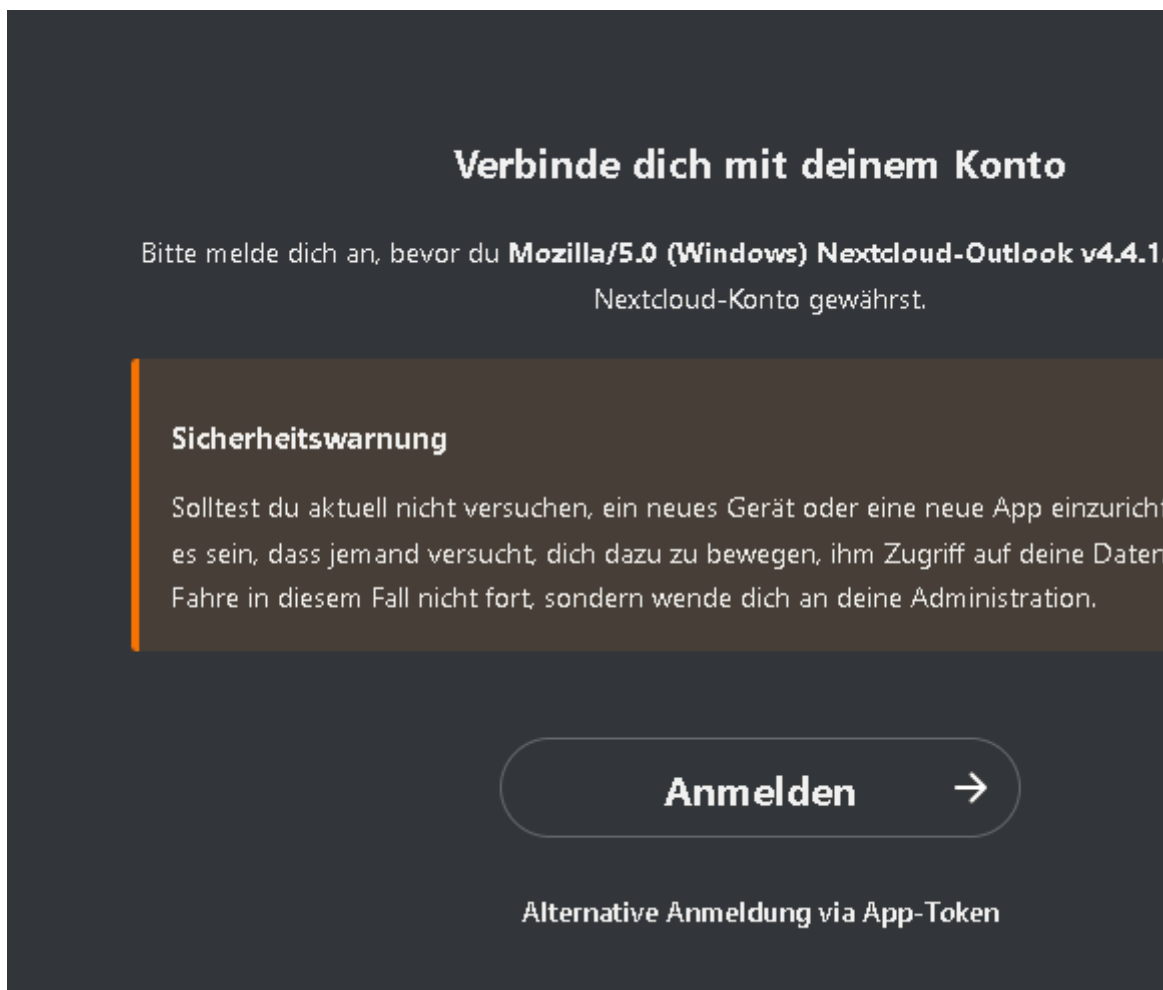 Verbinde dich mit deinem Konto
Bitte melde dich an, bevor du Mozilla/5.0 (Windows) Nextcloud-Outlook v4.4.1
Nextcloud-Konto gewährst.
Sicherheitswarnung
Solltest du aktuell nicht versuchen, ein neues Gerät oder eine neue App einzuricht
es sein, dass jemand versucht, dich dazu zu bewegen, ihm Zugriff auf deine Daten
Fahre in diesem Fall nicht fort, sondern wende dich an deine Administration.
Anmelden →
Alternative Anmeldung via App-Token